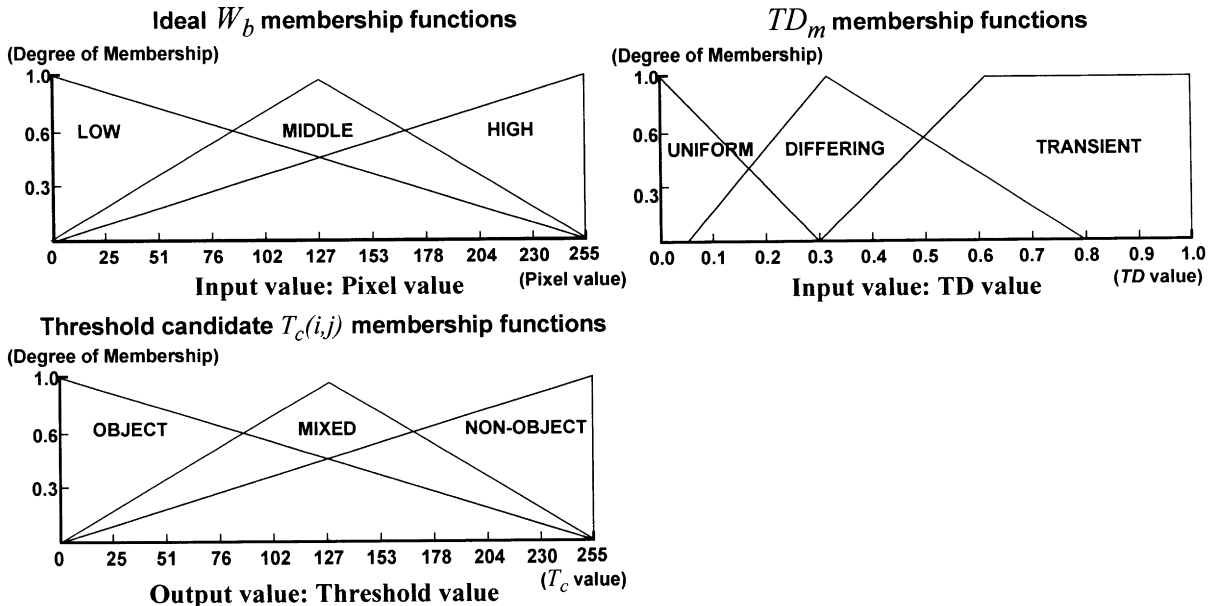 Ideal W_b membership functions
(Degree of Membership)
1.0
0.6
0.3
LOW
MIDDLE
HIGH
0 25 51 76 102 127 153 178 204 230 255
(Pixel value)
Input value: Pixel value
TD_m membership functions
(Degree of Membership)
1.0
0.6
0.3
UNIFORM
DIFFERING
TRANSIENT
0.0 0.1 0.2 0.3 0.4 0.5 0.6 0.7 0.8 0.9 1.0
(TD value)
Input value: TD value
Threshold candidate T_c(i,j) membership functions
(Degree of Membership)
1.0
0.6
0.3
OBJECT
MIXED
NON-OBJECT
0 25 51 76 102 127 153 178 204 230 255
(T_c value)
Output value: Threshold value